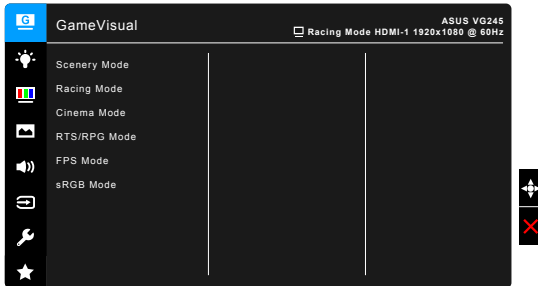 G
GameVisual
ASUS VG245
Racing Mode HDMI-1 1920x1080 @ 60Hz
Scenery Mode
Racing Mode
Cinema Mode
RTS/RPG Mode
FPS Mode
sRGB Mode